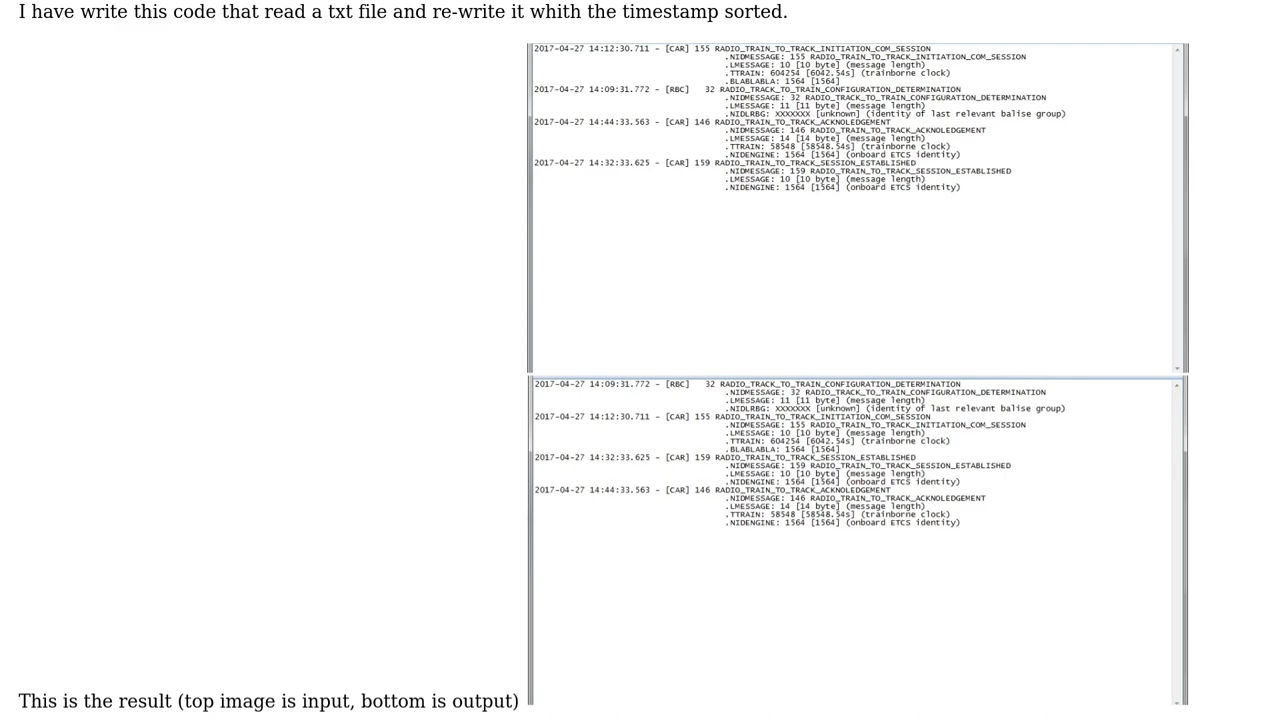 I have write this code that read a txt file and re-write it whith the timestamp sorted.
2017-04-27 14:12:30.711 - [CAR] 155 RADIO_TRAIN_TO_TRACK_INITIATION_COM_SESSION
.NIDMESSAGE: 155 RADIO_TRAIN_TO_TRACK_INITIATION_COM_SESSION
.LMESSAGE: 10 [10 byte] (message length)
.TTRAIN: 604254 [6042.54s] (trainborne clock)
.BLABLABLA: 1564 [1564]
2017-04-27 14:09:31.772 - [RBC] 32 RADIO_TRACK_TO_TRAIN_CONFIGURATION_DETERMINATION
.NIDMESSAGE: 32 RADIO_TRACK_TO_TRAIN_CONFIGURATION_DETERMINATION
.LMESSAGE: 11 [11 byte] (message length)
.NIDLRBG: XXXXXXX [unknown] (identity of last relevant balise group)
2017-04-27 14:44:33.563 - [CAR] 146 RADIO_TRAIN_TO_TRACK_ACKNOLEDGEMENT
.NIDMESSAGE: 146 RADIO_TRAIN_TO_TRACK_ACKNOLEDGEMENT
.LMESSAGE: 14 [14 byte] (message length)
.TTRAIN: 58548 [58548.54s] (trainborne clock)
.NIDENGINE: 1564 [1564] (onboard ETCS identity)
2017-04-27 14:32:33.625 - [CAR] 159 RADIO_TRAIN_TO_TRACK_SESSION_ESTABLISHED
.NIDMESSAGE: 159 RADIO_TRAIN_TO_TRACK_SESSION_ESTABLISHED
.LMESSAGE: 10 [10 byte] (message length)
.NIDENGINE: 1564 [1564] (onboard ETCS identity)
2017-04-27 14:09:31.772 - [RBC] 32 RADIO_TRACK_TO_TRAIN_CONFIGURATION_DETERMINATION
.NIDMESSAGE: 32 RADIO_TRACK_TO_TRAIN_CONFIGURATION_DETERMINATION
.LMESSAGE: 11 [11 byte] (message length)
.NIDLRBG: XXXXXXX [unknown] (identity of last relevant balise group)
2017-04-27 14:12:30.711 - [CAR] 155 RADIO_TRAIN_TO_TRACK_INITIATION_COM_SESSION
.NIDMESSAGE: 155 RADIO_TRAIN_TO_TRACK_INITIATION_COM_SESSION
.LMESSAGE: 10 [10 byte] (message length)
.TTRAIN: 604254 [6042.54s] (trainborne clock)
.BLABLABLA: 1564 [1564]
2017-04-27 14:32:33.625 - [CAR] 159 RADIO_TRAIN_TO_TRACK_SESSION_ESTABLISHED
.NIDMESSAGE: 159 RADIO_TRAIN_TO_TRACK_SESSION_ESTABLISHED
.LMESSAGE: 10 [10 byte] (message length)
.NIDENGINE: 1564 [1564] (onboard ETCS identity)
2017-04-27 14:44:33.563 - [CAR] 146 RADIO_TRAIN_TO_TRACK_ACKNOLEDGEMENT
.NIDMESSAGE: 146 RADIO_TRAIN_TO_TRACK_ACKNOLEDGEMENT
.LMESSAGE: 14 [14 byte] (message length)
.TTRAIN: 58548 [58548.54s] (trainborne clock)
.NIDENGINE: 1564 [1564] (onboard ETCS identity)
This is the result (top image is input, bottom is output)